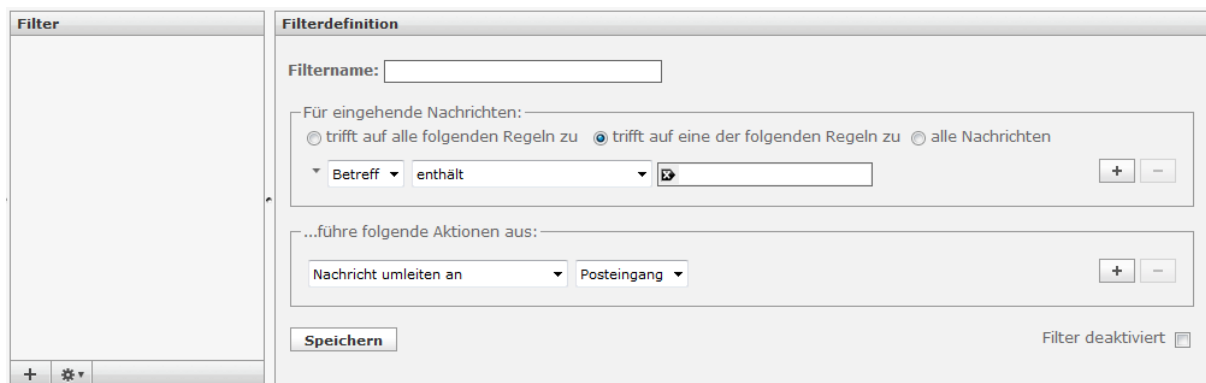 Filter
Filterdefinition
Filtername:
Für eingehende Nachrichten:
trifft auf alle folgenden Regeln zu trifft auf eine der folgenden Regeln zu alle Nachrichten
Betreff enthält
...führe folgende Aktionen aus:
Nachricht umleiten an Posteingang
Speichern Filter deaktiviert